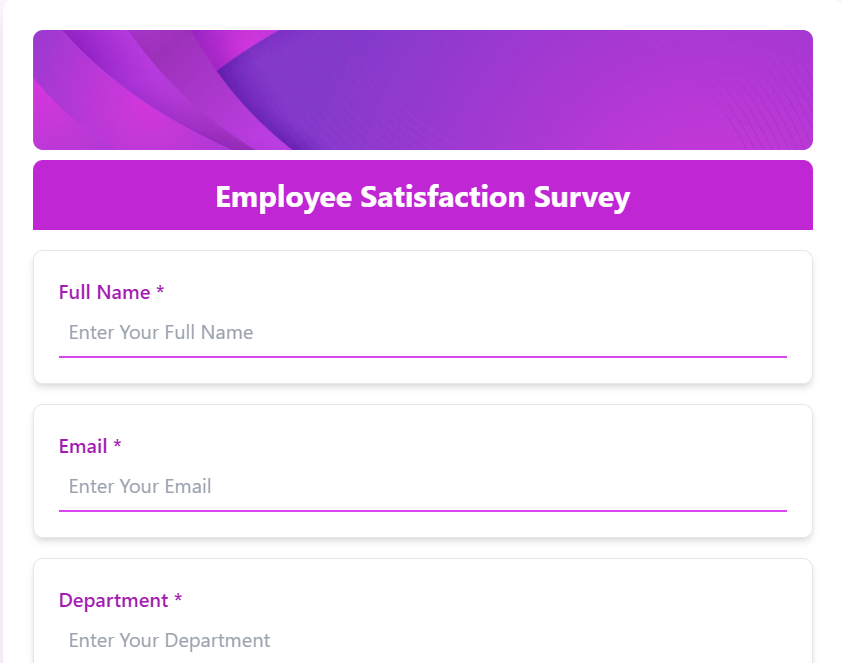 Employee Satisfaction Survey
Full Name *
Enter Your Full Name
Email *
Enter Your Email
Department *
Enter Your Department